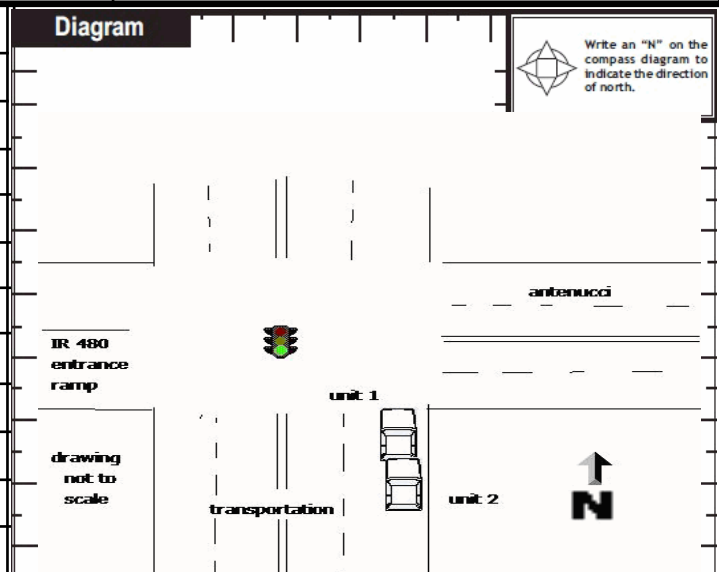 Diagram
Write an “N” on the
compass diagram to
indicate the direction
of north.
antenucci
IR 480
entrance
ramp
unit 1
drawing
not to
scale
transportation
unit 2
N